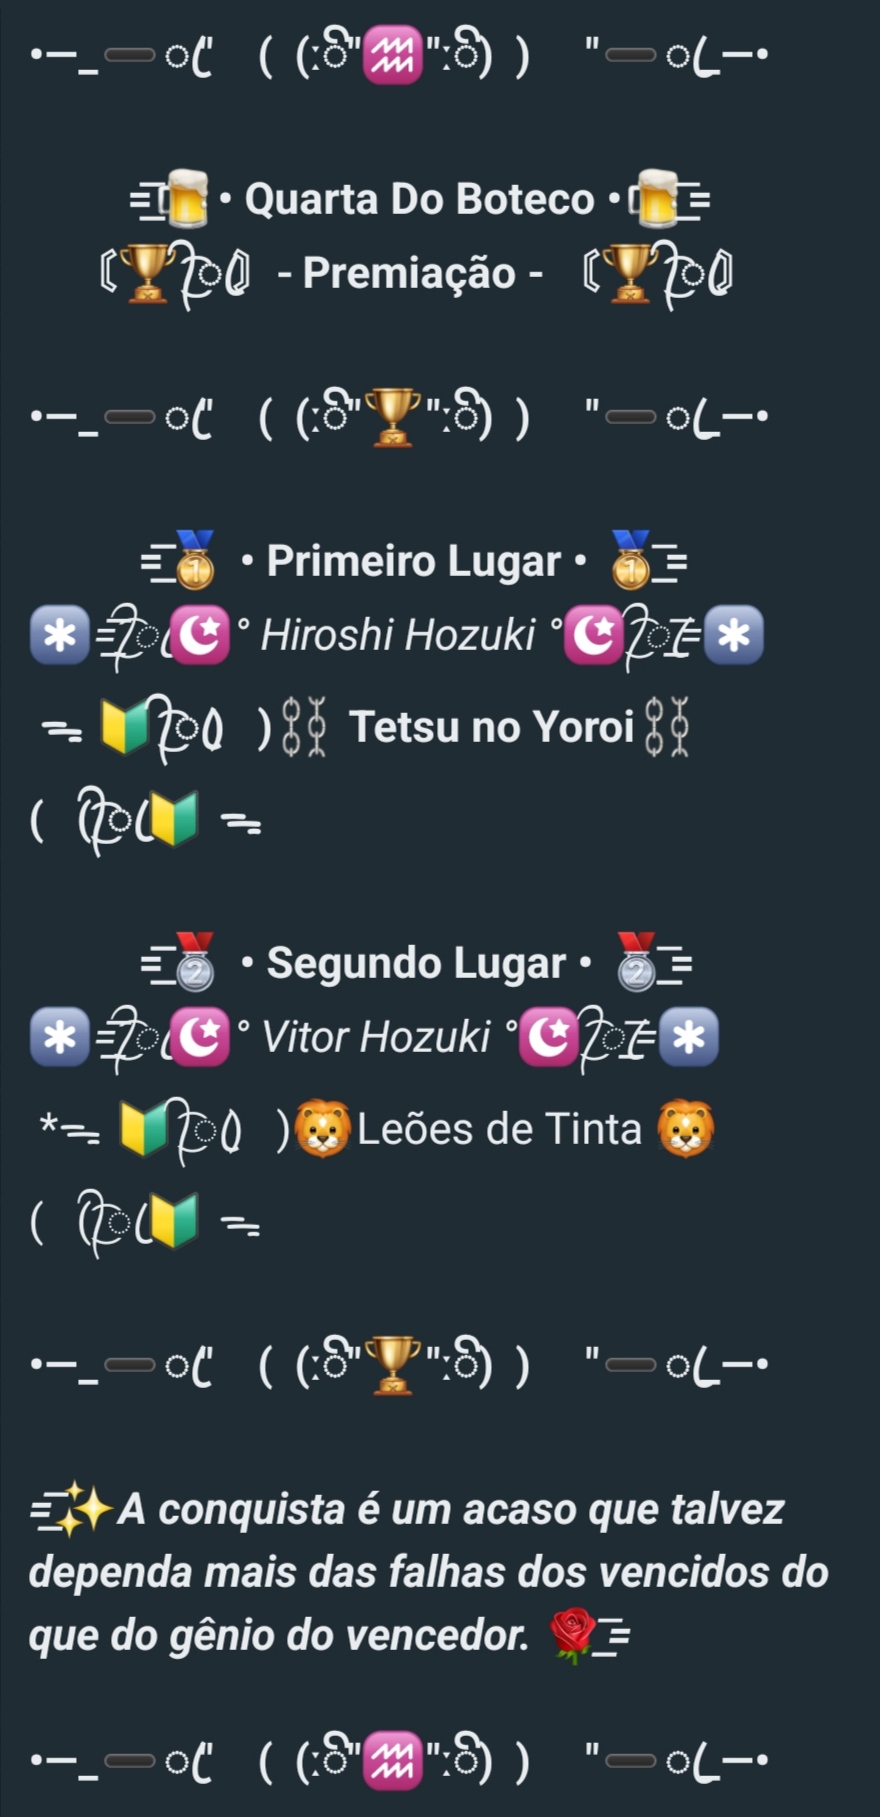 • Quarta Do Boteco •
- Premiação -
• Primeiro Lugar •
° Hiroshi Hozuki °
Tetsu no Yoroi
• Segundo Lugar •
° Vitor Hozuki °
Leões de Tinta
A conquista é um acaso que talvez
dependa mais das falhas dos vencidos do
que do gênio do vencedor.